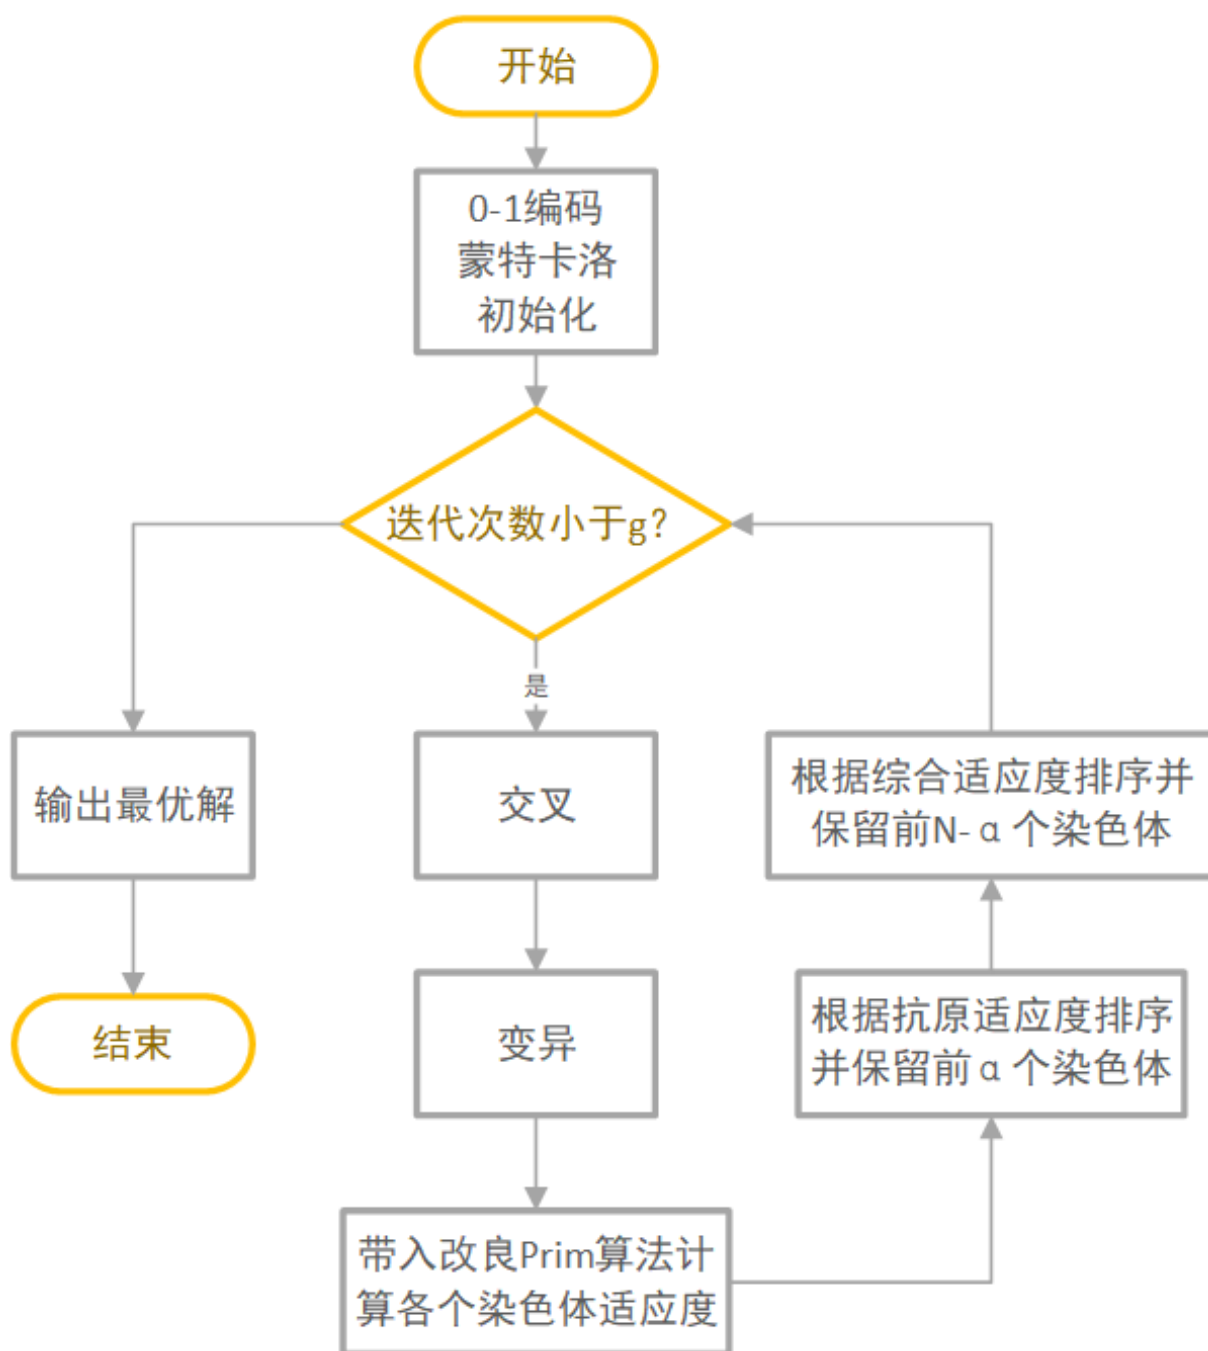 开始
0-1编码
蒙特卡洛
初始化
迭代次数小于g?
是
输出最优解
交叉
根据综合适应度排序并
保留前N-α个染色体
结束
变异
根据抗原适应度排序
并保留前α个染色体
带入改良Prim算法计
算各个染色体适应度